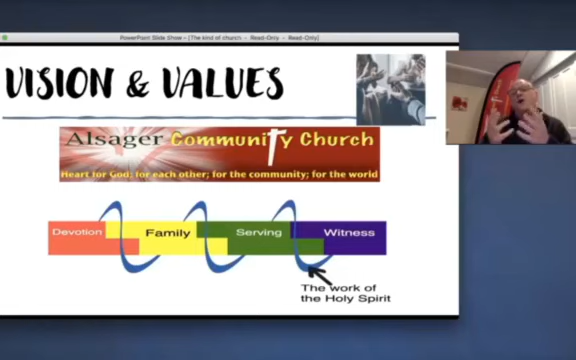 PowerPoint Slide Show - [The kind of church - Read-Only - Read-Only]
VISION & VALUES
Alsager Community Church
Heart for God; for each other; for the community; for the world
Devotion
Family
Serving
Witness
The work of
the Holy Spirit